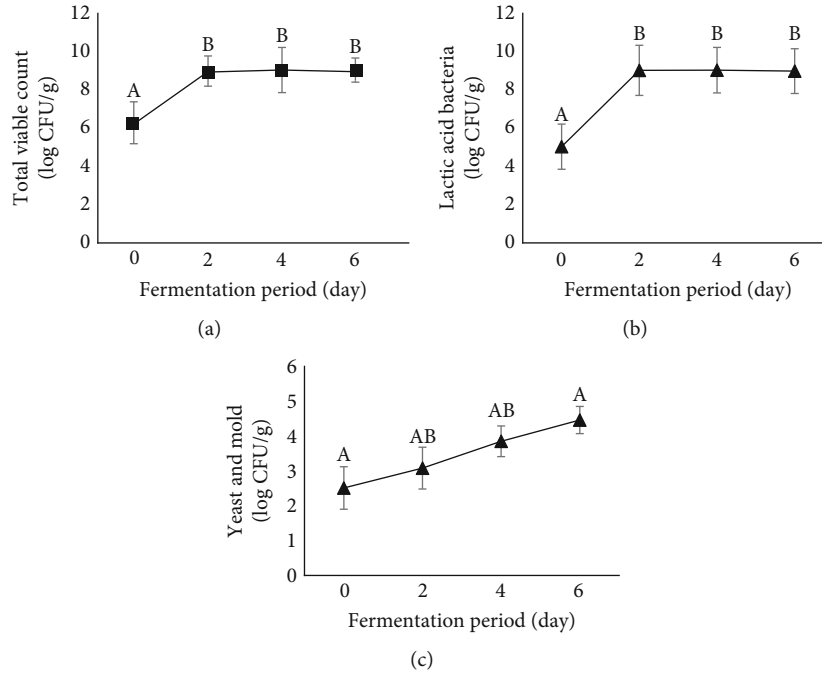 12
10
8
6
4
2
0
Total viable count
(log CFU/g)
A
B
B
B
0 2 4 6
Fermentation period (day)
(a)
12
10
8
6
4
2
0
Lactic acid bacteria
(log CFU/g)
A
B
B
B
0 2 4 6
Fermentation period (day)
(b)
6
5
4
3
2
1
0
Yeast and mold
(log CFU/g)
A
AB
AB
A
0 2 4 6
Fermentation period (day)
(c)